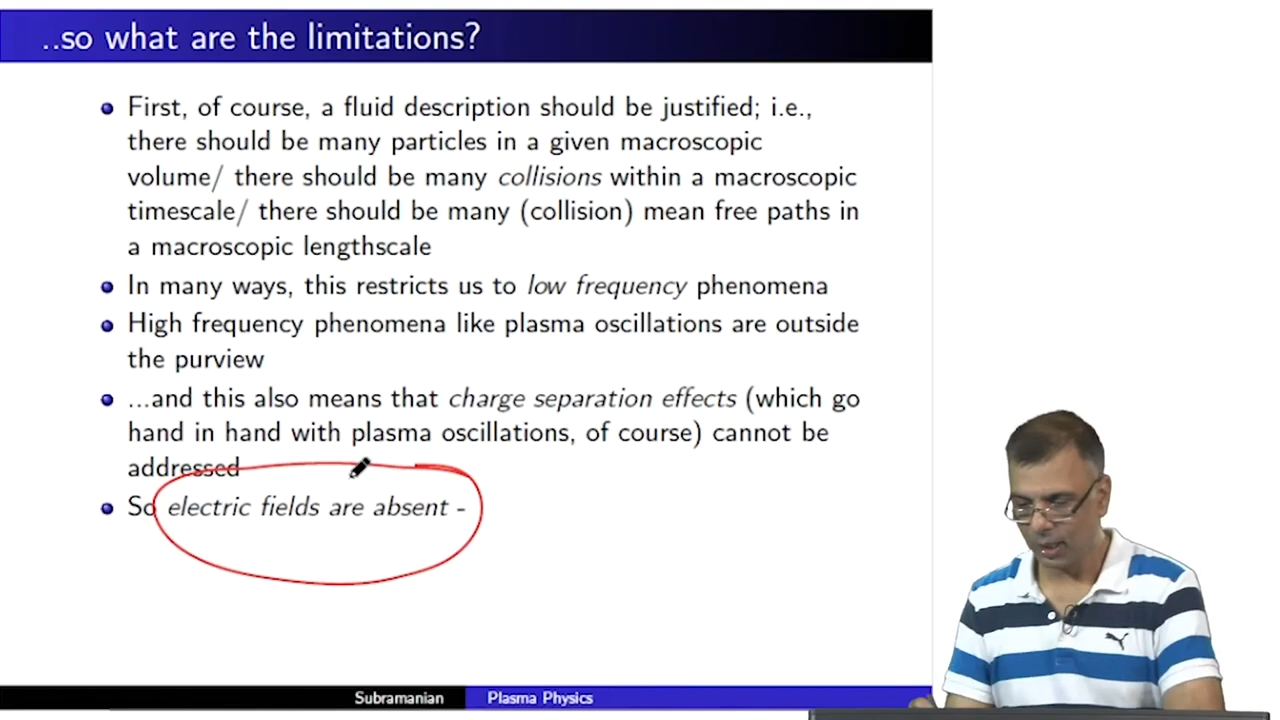 ..so what are the limitations?
First, of course, a fluid description should be justified; i.e.,
there should be many particles in a given macroscopic
volume/ there should be many collisions within a macroscopic
timescale/ there should be many (collision) mean free paths in
a macroscopic lengthscale
In many ways, this restricts us to low frequency phenomena
High frequency phenomena like plasma oscillations are outside
the purview
...and this also means that charge separation effects (which go
hand in hand with plasma oscillations, of course) cannot be
addressed
So electric fields are absent -
Subramanian Plasma Physics